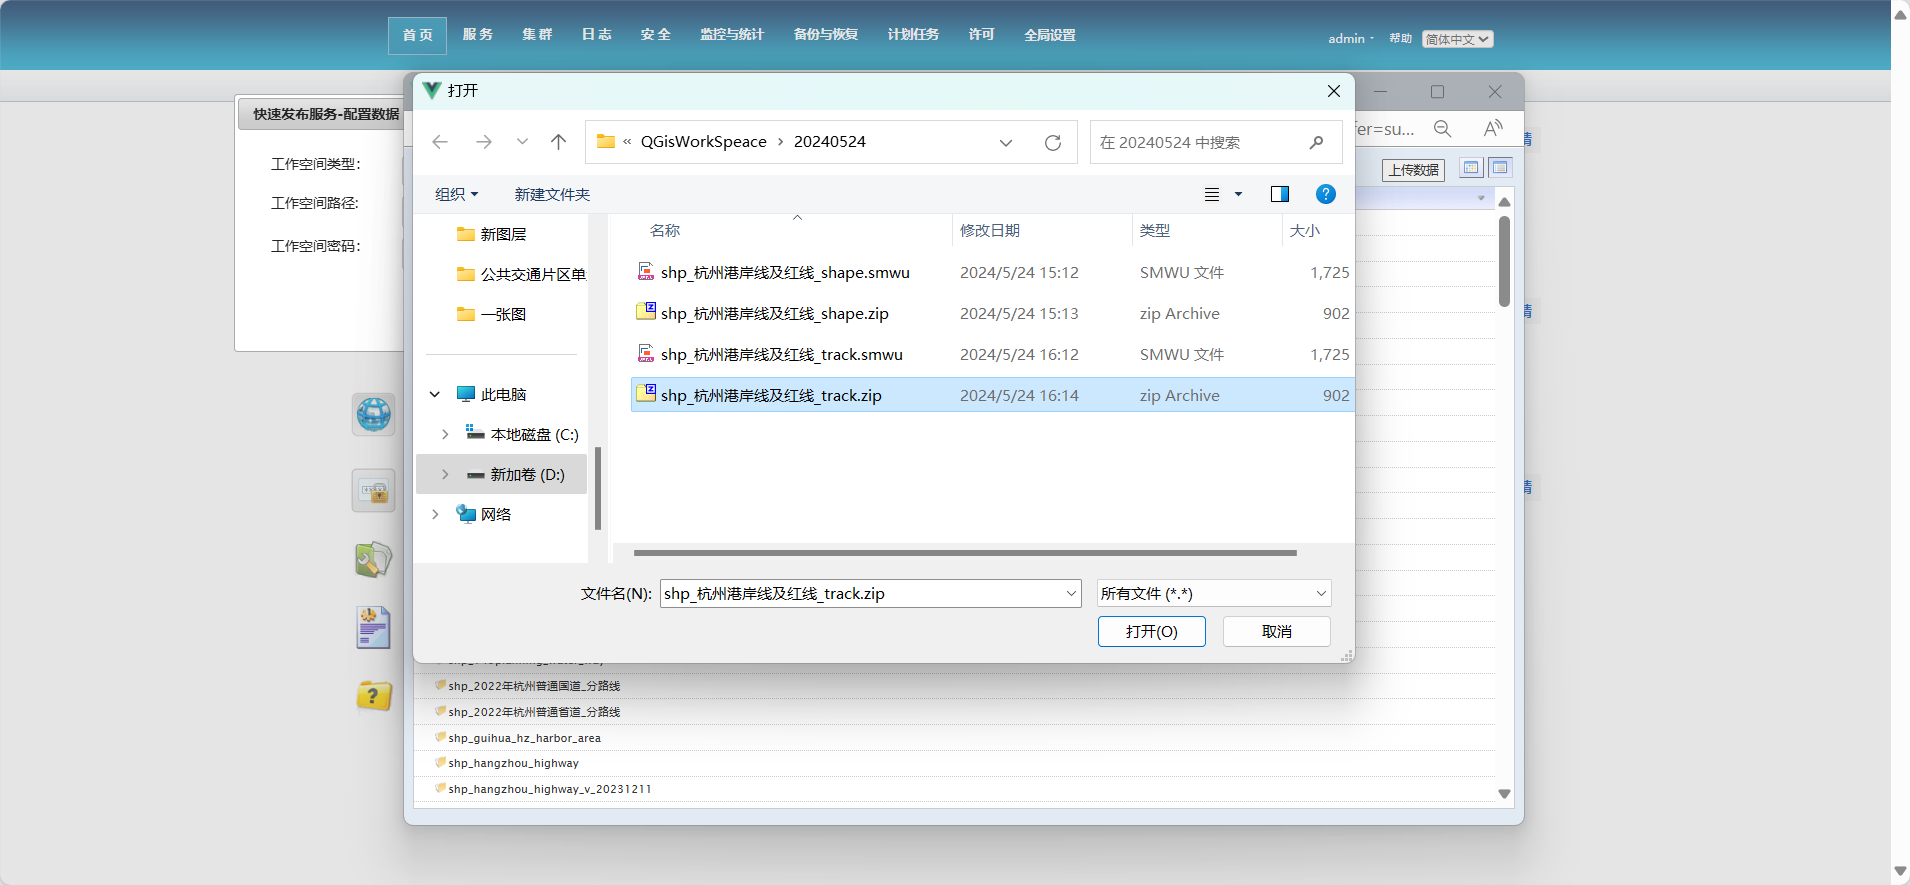 首 页 服 务 集 群 日 志 安 全 监控与统计 备份与恢复 计划任务 许可 全局设置 admin 帮助 简体中文
打开
快速发布服务-配置数据
fer=su...
QGisWorkSpeace > 20240524 在 20240524 中搜索
工作空间类型:
上传数据
组织 新建文件夹
工作空间路径:
名称 修改日期 类型 大小
新图层
工作空间密码:
shp_杭州港岸线及红线_shape.smwu 2024/5/24 15:12 SMWU 文件 1,725
公共交通片区单
shp_杭州港岸线及红线_shape.zip 2024/5/24 15:13 zip Archive 902
一张图
shp_杭州港岸线及红线_track.smwu 2024/5/24 16:12 SMWU 文件 1,725
shp_杭州港岸线及红线_track.zip 2024/5/24 16:14 zip Archive 902
此电脑
本地磁盘 (C:)
新加卷 (D:)
网络
文件名(N): shp_杭州港岸线及红线_track.zip 所有文件 (*.*)
打开(O) 取消
shp_2022年杭州普通国道_分路线
shp_2022年杭州普通省道_分路线
shp_guihua_hz_harbor_area
shp_hangzhou_highway
shp_hangzhou_highway_v_20231211